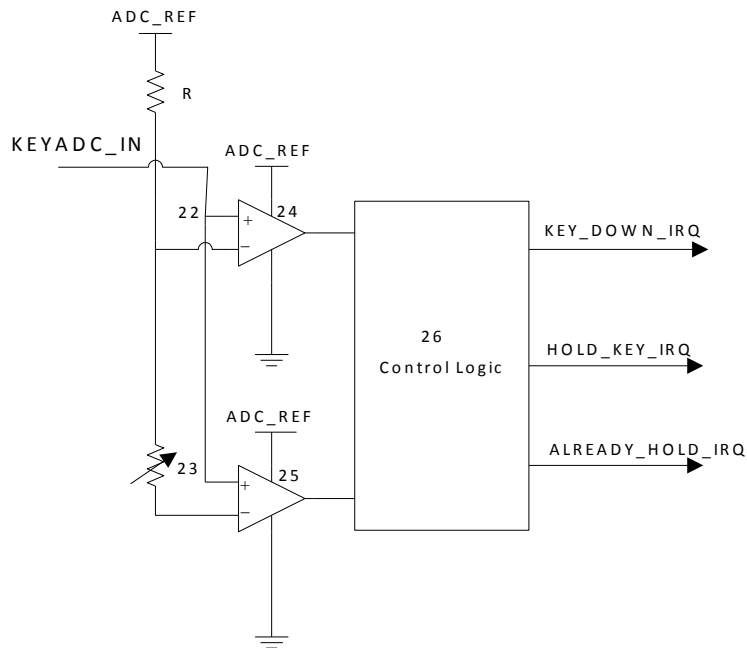 ADC_REF
R
KEYADC_IN
ADC_REF
22
+
24
−
KEY_DOWN_IRQ
26
Control Logic
HOLD_KEY_IRQ
ADC_REF
ALREADY_HOLD_IRQ
23
25
+
−